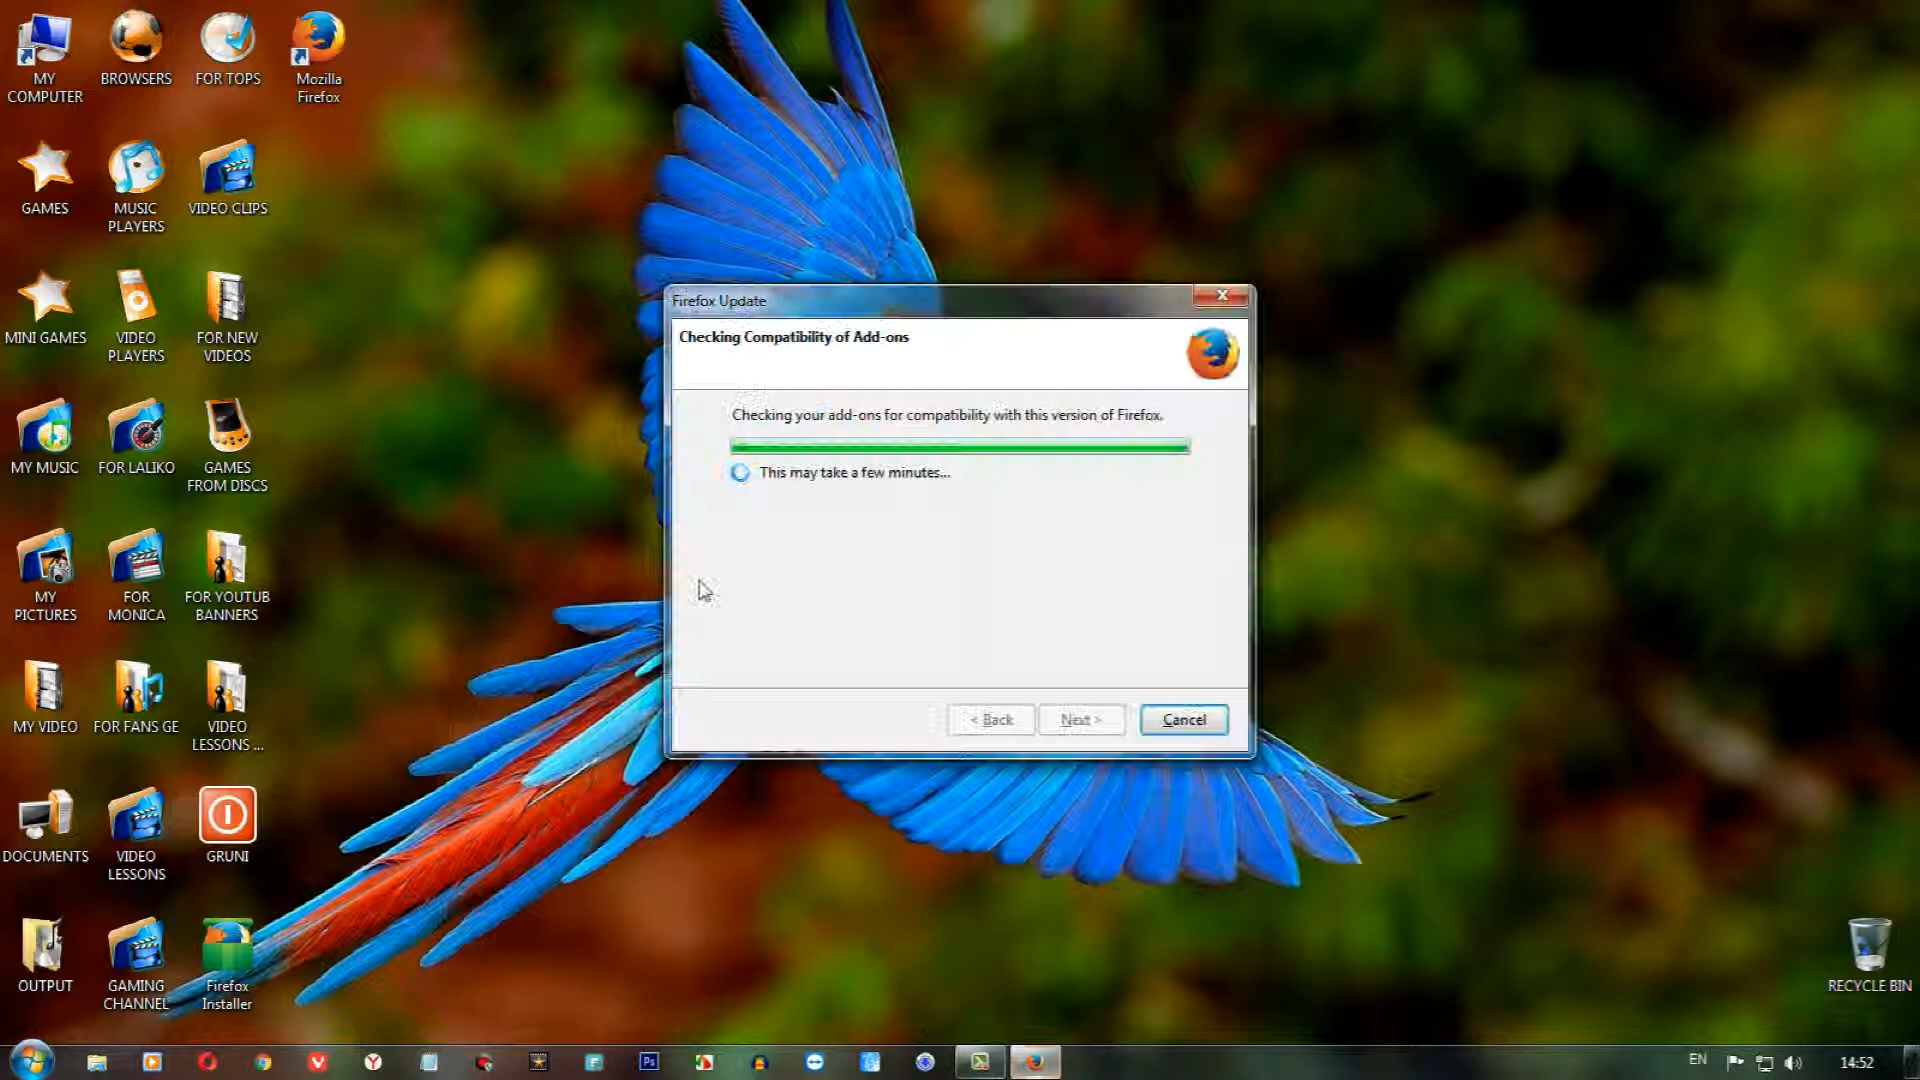 MY
COMPUTER
BROWSERS
FOR TOPS
Mozilla
Firefox
GAMES
MUSIC
PLAYERS
VIDEO CLIPS
MINI GAMES
VIDEO
PLAYERS
FOR NEW
VIDEOS
MY MUSIC
FOR LALIKO
GAMES
FROM DISCS
MY
PICTURES
FOR
MONICA
FOR YOUTUB
BANNERS
MY VIDEO
FOR FANS GE
VIDEO
LESSONS ...
DOCUMENTS
VIDEO
LESSONS
GRUNI
OUTPUT
GAMING
CHANNEL
Firefox
Installer
Firefox Update
Checking Compatibility of Add-ons
Checking your add-ons for compatibility with this version of Firefox.
This may take a few minutes...
< Back
Next >
Cancel
RECYCLE BIN
Ps
EN
14:52